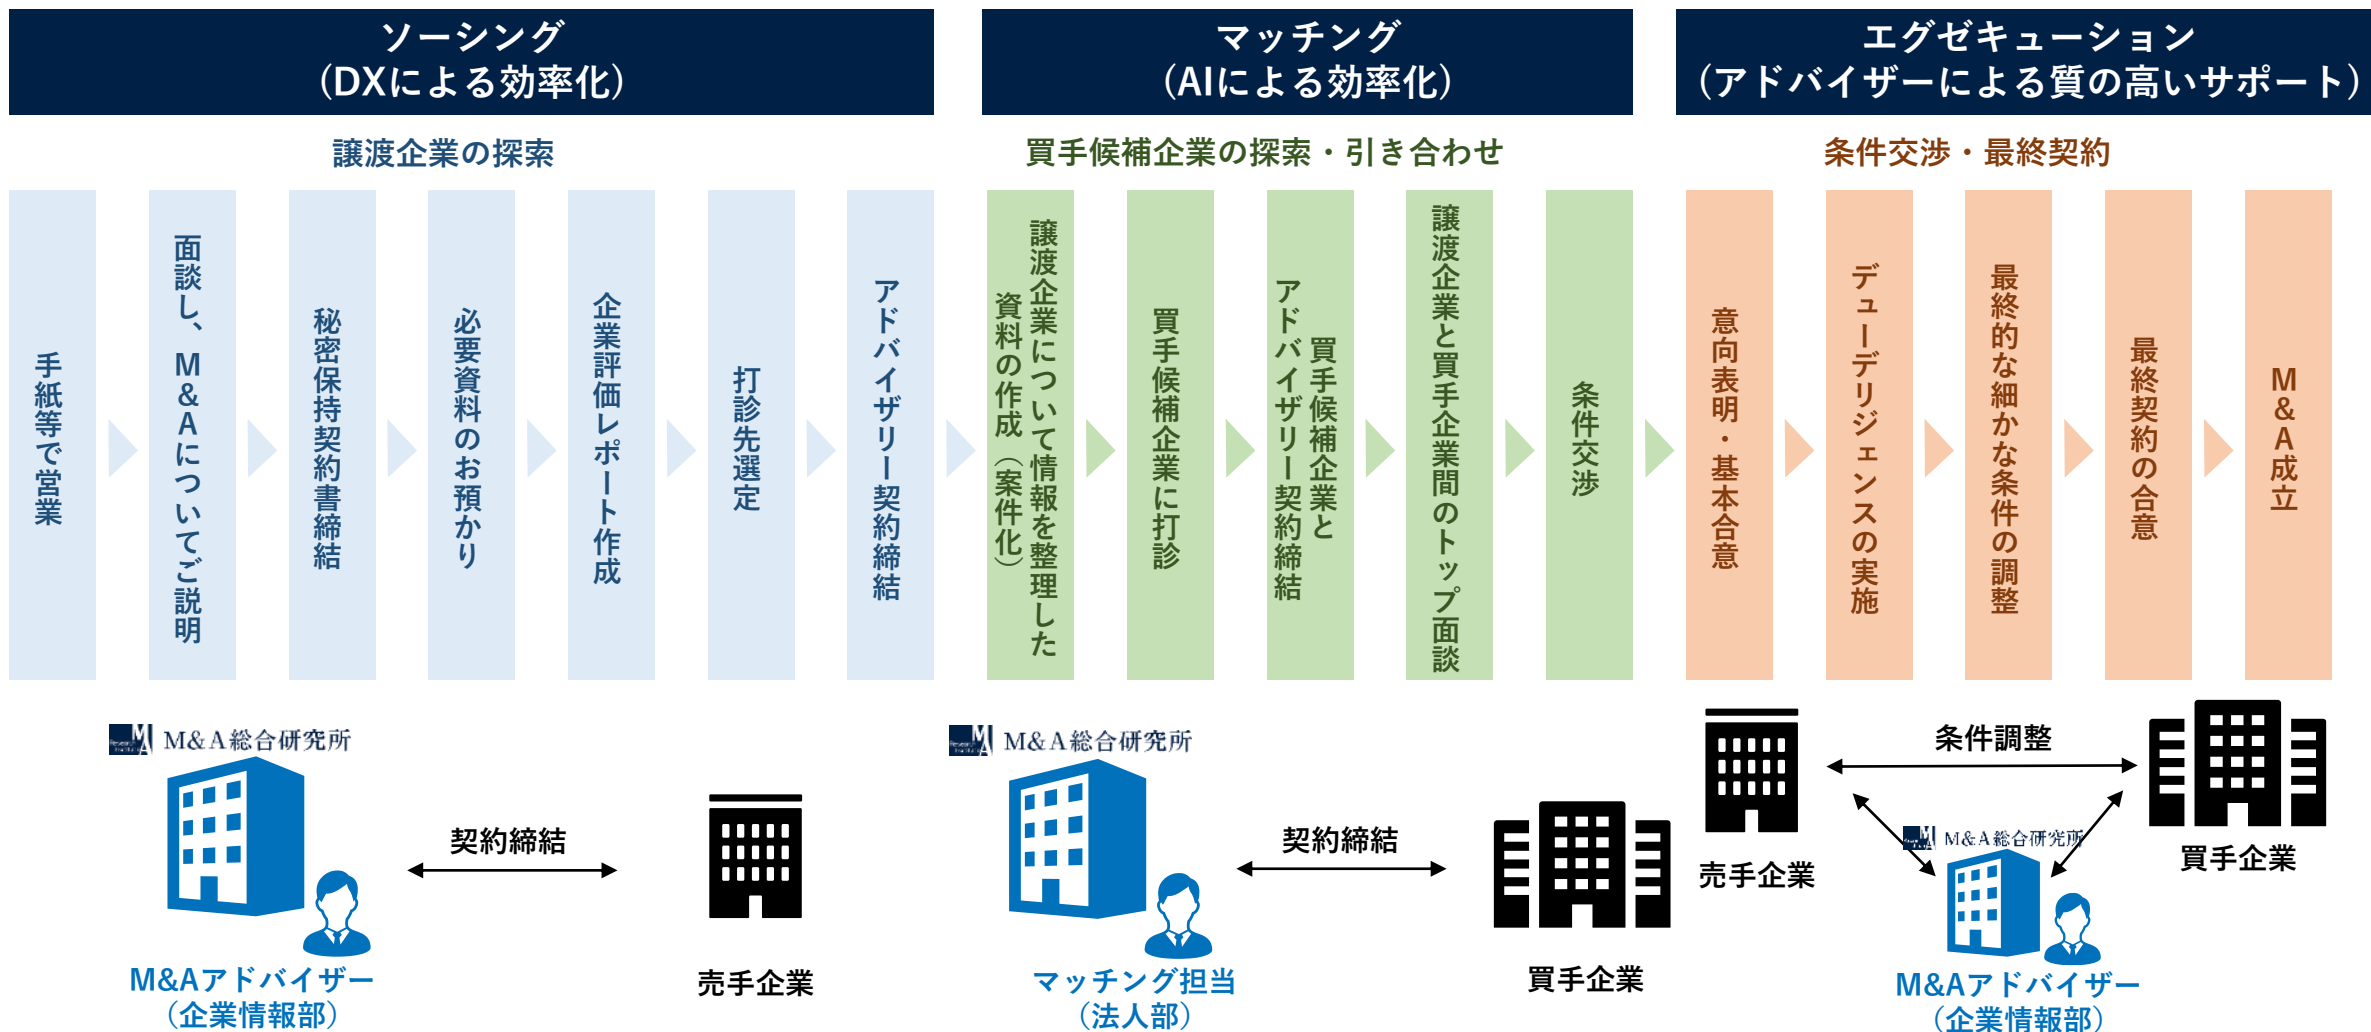 ソーシング
（DXによる効率化）
マッチング
（AIによる効率化）
エグゼキューション
（アドバイザーによる質の高いサポート）
譲渡企業の探索
買手候補企業の探索・引き合わせ
条件交渉・最終契約
手紙等で営業
面談し、M&Aについてご説明
秘密保持契約書締結
必要資料のお預かり
企業評価レポート作成
打診先選定
アドバイザリー契約締結
譲渡企業について情報を整理した
資料の作成（案件化）
買手候補企業に打診
買手候補企業と
アドバイザリー契約締結
譲渡企業と買手企業間のトップ面談
条件交渉
意向表明・基本合意
デューデリジェンスの実施
最終的な細かな条件の調整
最終契約の合意
M&A成立
M&A総合研究所
契約締結
売手企業
M&Aアドバイザー
（企業情報部）
M&A総合研究所
契約締結
買手企業
マッチング担当
（法人部）
条件調整
売手企業
買手企業
M&A総合研究所
M&Aアドバイザー
（企業情報部）